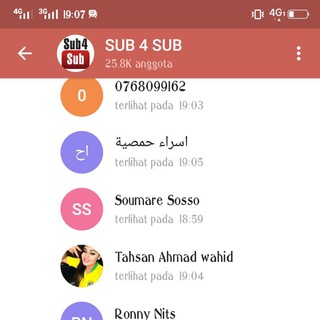 4G 3G 19:07 4G
Sub4
Sub
SUB 4 SUB
25.8K anggota
0
0768099162
terlihat pada 19:03
اح
اسراء حمصية
terlihat pada 19:05
SS
Soumare Sosso
terlihat pada 18:59
Tahsan Ahmad wahid
terlihat pada 19:04
RN
Ronny Nits